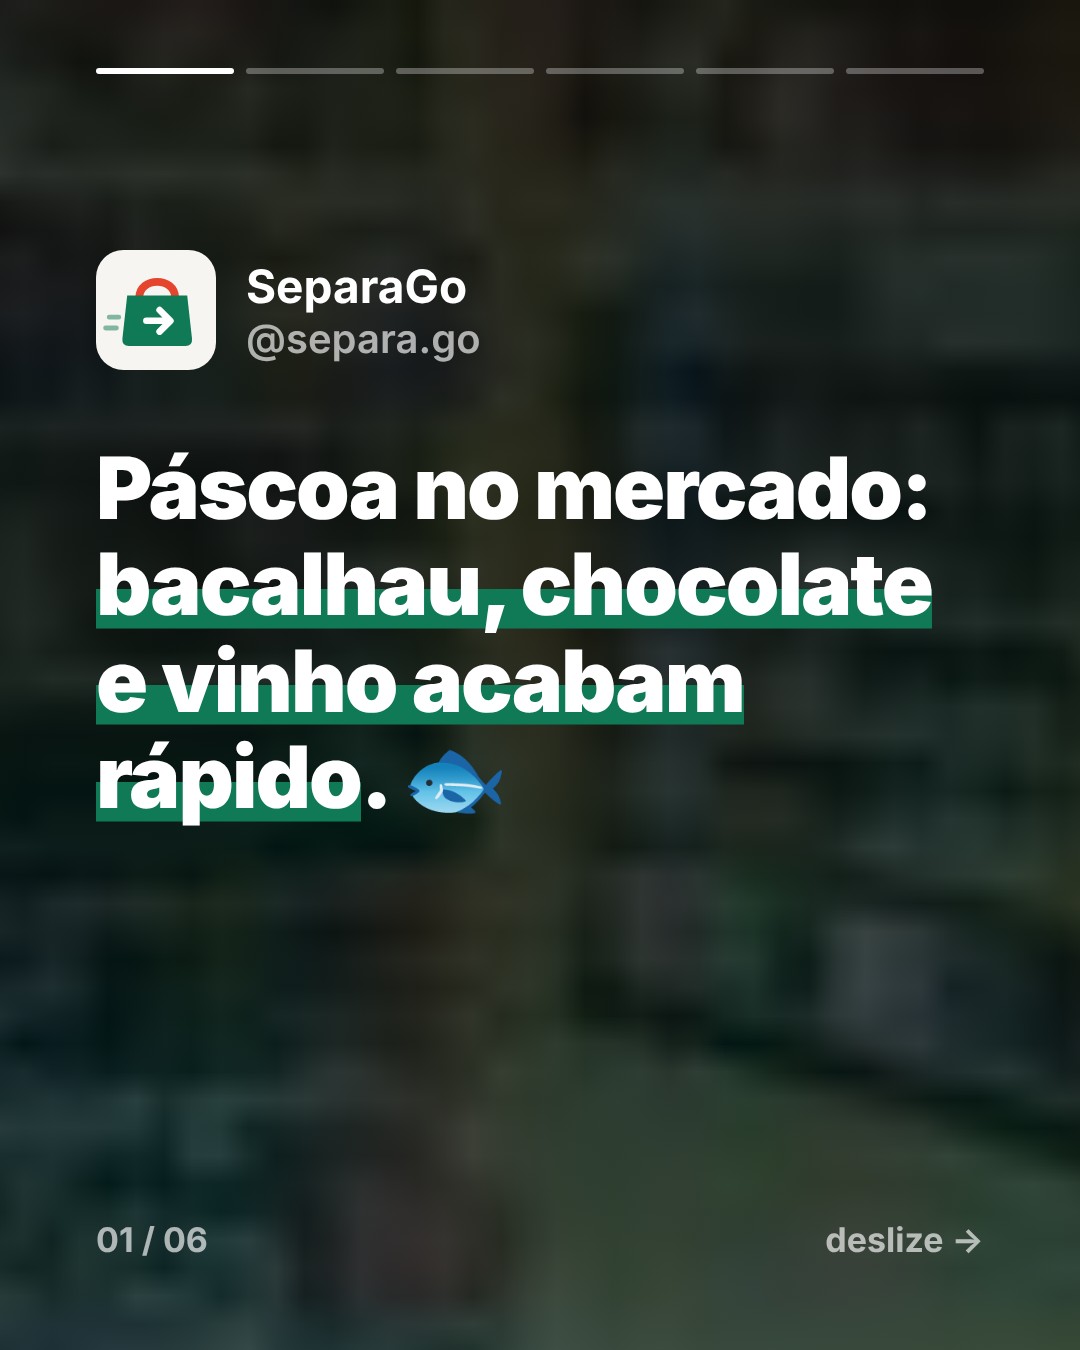 SeparaGo
@separa.go
Páscoa no mercado:
bacalhau, chocolate
e vinho acabam
rápido. 🐟
01 / 06
deslize →